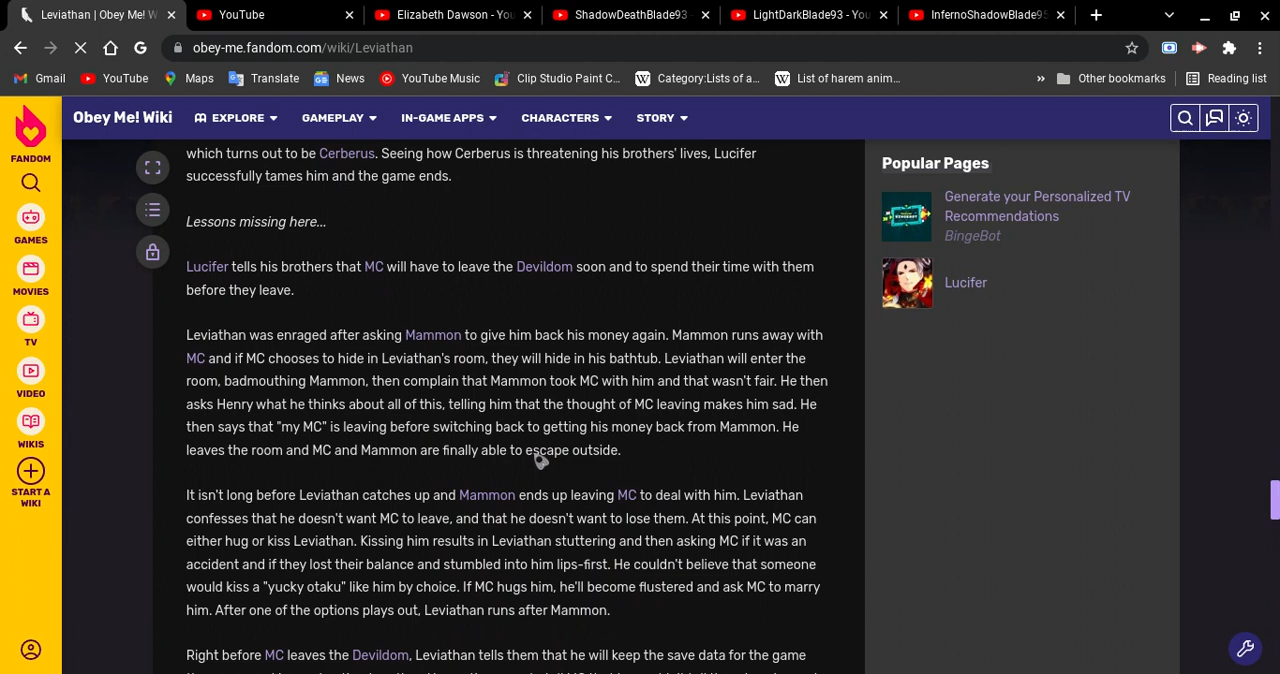 Leviathan | Obey Me! W
YouTube
Elizabeth Dawson - You
ShadowDeathBlade93 -
LightDarkBlade93 - You
InfernoShadowBlade95
obey-me.fandom.com/wiki/Leviathan
Gmail
YouTube
Maps
Translate
News
YouTube Music
Clip Studio Paint C...
Category:Lists of a...
List of harem anim...
»
Other bookmarks
Reading list
Obey Me! Wiki
EXPLORE
GAMEPLAY
IN-GAME APPS
CHARACTERS
STORY
FANDOM
GAMES
MOVIES
TV
VIDEO
WIKIS
START A
WIKI
which turns out to be Cerberus. Seeing how Cerberus is threatening his brothers' lives, Lucifer
successfully tames him and the game ends.
Lessons missing here...
Lucifer tells his brothers that MC will have to leave the Devildom soon and to spend their time with them
before they leave.
Leviathan was enraged after asking Mammon to give him back his money again. Mammon runs away with
MC and if MC chooses to hide in Leviathan's room, they will hide in his bathtub. Leviathan will enter the
room, badmouthing Mammon, then complain that Mammon took MC with him and that wasn't fair. He then
asks Henry what he thinks about all of this, telling him that the thought of MC leaving makes him sad. He
then says that "my MC" is leaving before switching back to getting his money back from Mammon. He
leaves the room and MC and Mammon are finally able to escape outside.
It isn't long before Leviathan catches up and Mammon ends up leaving MC to deal with him. Leviathan
confesses that he doesn't want MC to leave, and that he doesn't want to lose them. At this point, MC can
either hug or kiss Leviathan. Kissing him results in Leviathan stuttering and then asking MC if it was an
accident and if they lost their balance and stumbled into him lips-first. He couldn't believe that someone
would kiss a "yucky otaku" like him by choice. If MC hugs him, he'll become flustered and ask MC to marry
him. After one of the options plays out, Leviathan runs after Mammon.
Right before MC leaves the Devildom, Leviathan tells them that he will keep the save data for the game
Popular Pages
Generate your Personalized TV
Recommendations
BingeBot
Lucifer